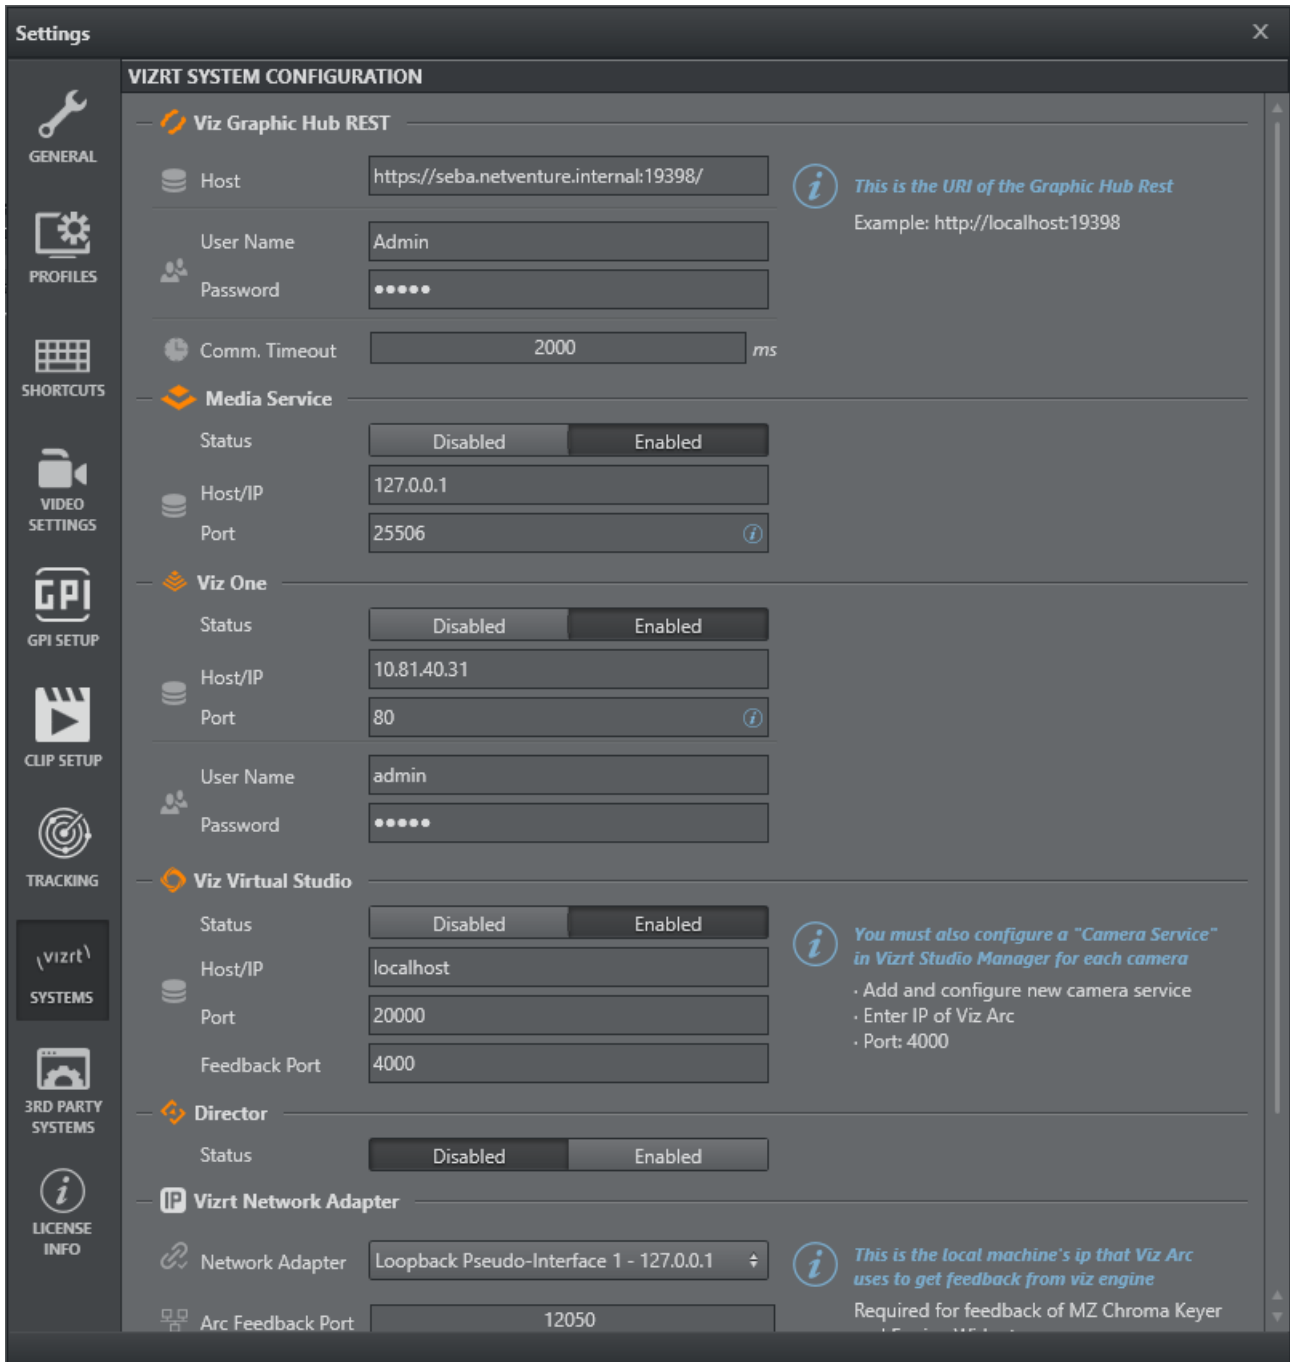 Settings
VIZRT SYSTEM CONFIGURATION
GENERAL
PROFILES
SHORTCUTS
VIDEO
SETTINGS
GPI
GPI SETUP
CLIP SETUP
TRACKING
vizrt
SYSTEMS
3RD PARTY
SYSTEMS
LICENSE
INFO
Viz Graphic Hub REST
Host https://seba.netventure.internal:19398/
This is the URI of the Graphic Hub Rest
Example: http://localhost:19398
User Name Admin
Password •••••
Comm. Timeout 2000 ms
Media Service
Status Disabled Enabled
Host/IP 127.0.0.1
Port 25506
Viz One
Status Disabled Enabled
Host/IP 10.81.40.31
Port 80
User Name admin
Password •••••
Viz Virtual Studio
Status Disabled Enabled
Host/IP localhost
Port 20000
Feedback Port 4000
You must also configure a "Camera Service"
in Vizrt Studio Manager for each camera
· Add and configure new camera service
· Enter IP of Viz Arc
· Port: 4000
Director
Status Disabled Enabled
IP Vizrt Network Adapter
Network Adapter Loopback Pseudo-Interface 1 - 127.0.0.1
Arc Feedback Port 12050
This is the local machine's ip that Viz Arc
uses to get feedback from viz engine
Required for feedback of MZ Chroma Keyer